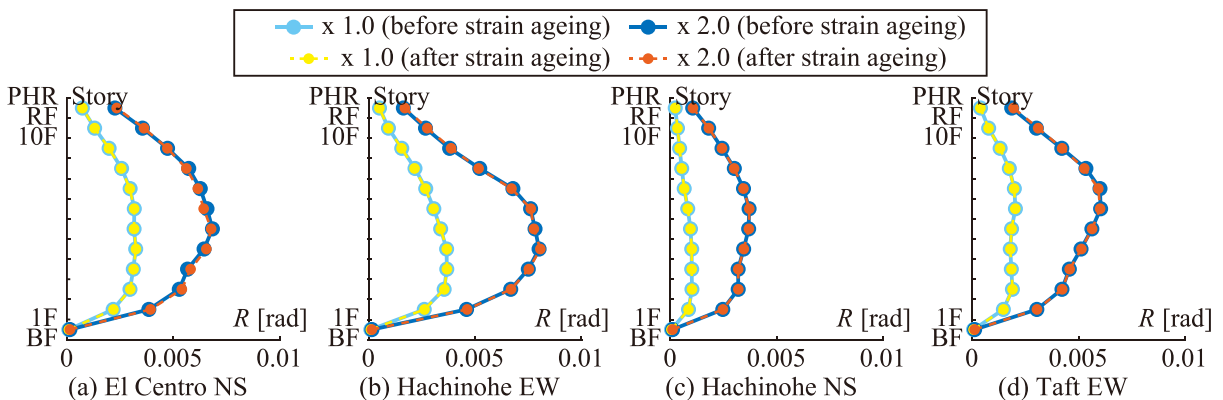 x 1.0 (before strain ageing) x 2.0 (before strain ageing)
x 1.0 (after strain ageing) x 2.0 (after strain ageing)
PHR Story
RF
10F
1F
BF
R [rad]
0 0.005 0.01
(a) El Centro NS
PHR Story
RF
10F
1F
BF
R [rad]
0 0.005 0.01
(b) Hachinohe EW
PHR Story
RF
10F
1F
BF
R [rad]
0 0.005 0.01
(c) Hachinohe NS
PHR Story
RF
10F
1F
BF
R [rad]
0 0.005 0.01
(d) Taft EW